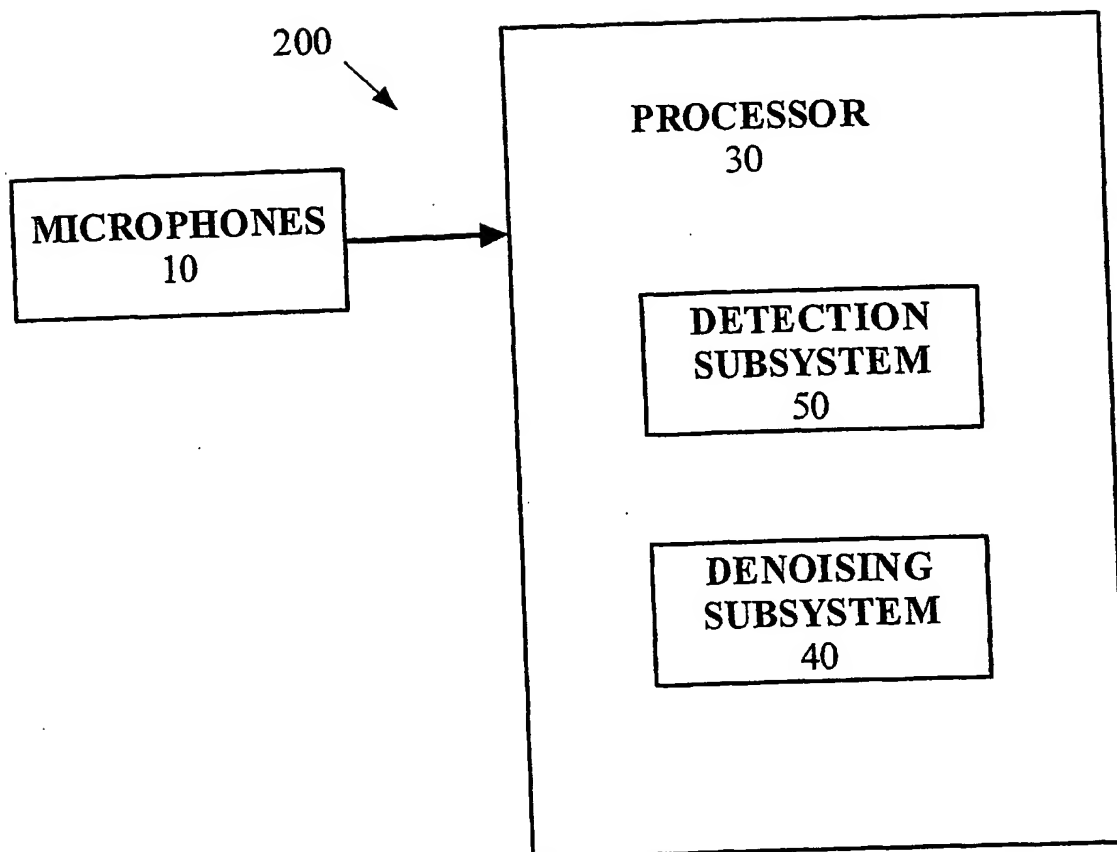 200
PROCESSOR
30
MICROPHONES
10
DETECTION
SUBSYSTEM
50
DENOISING
SUBSYSTEM
40